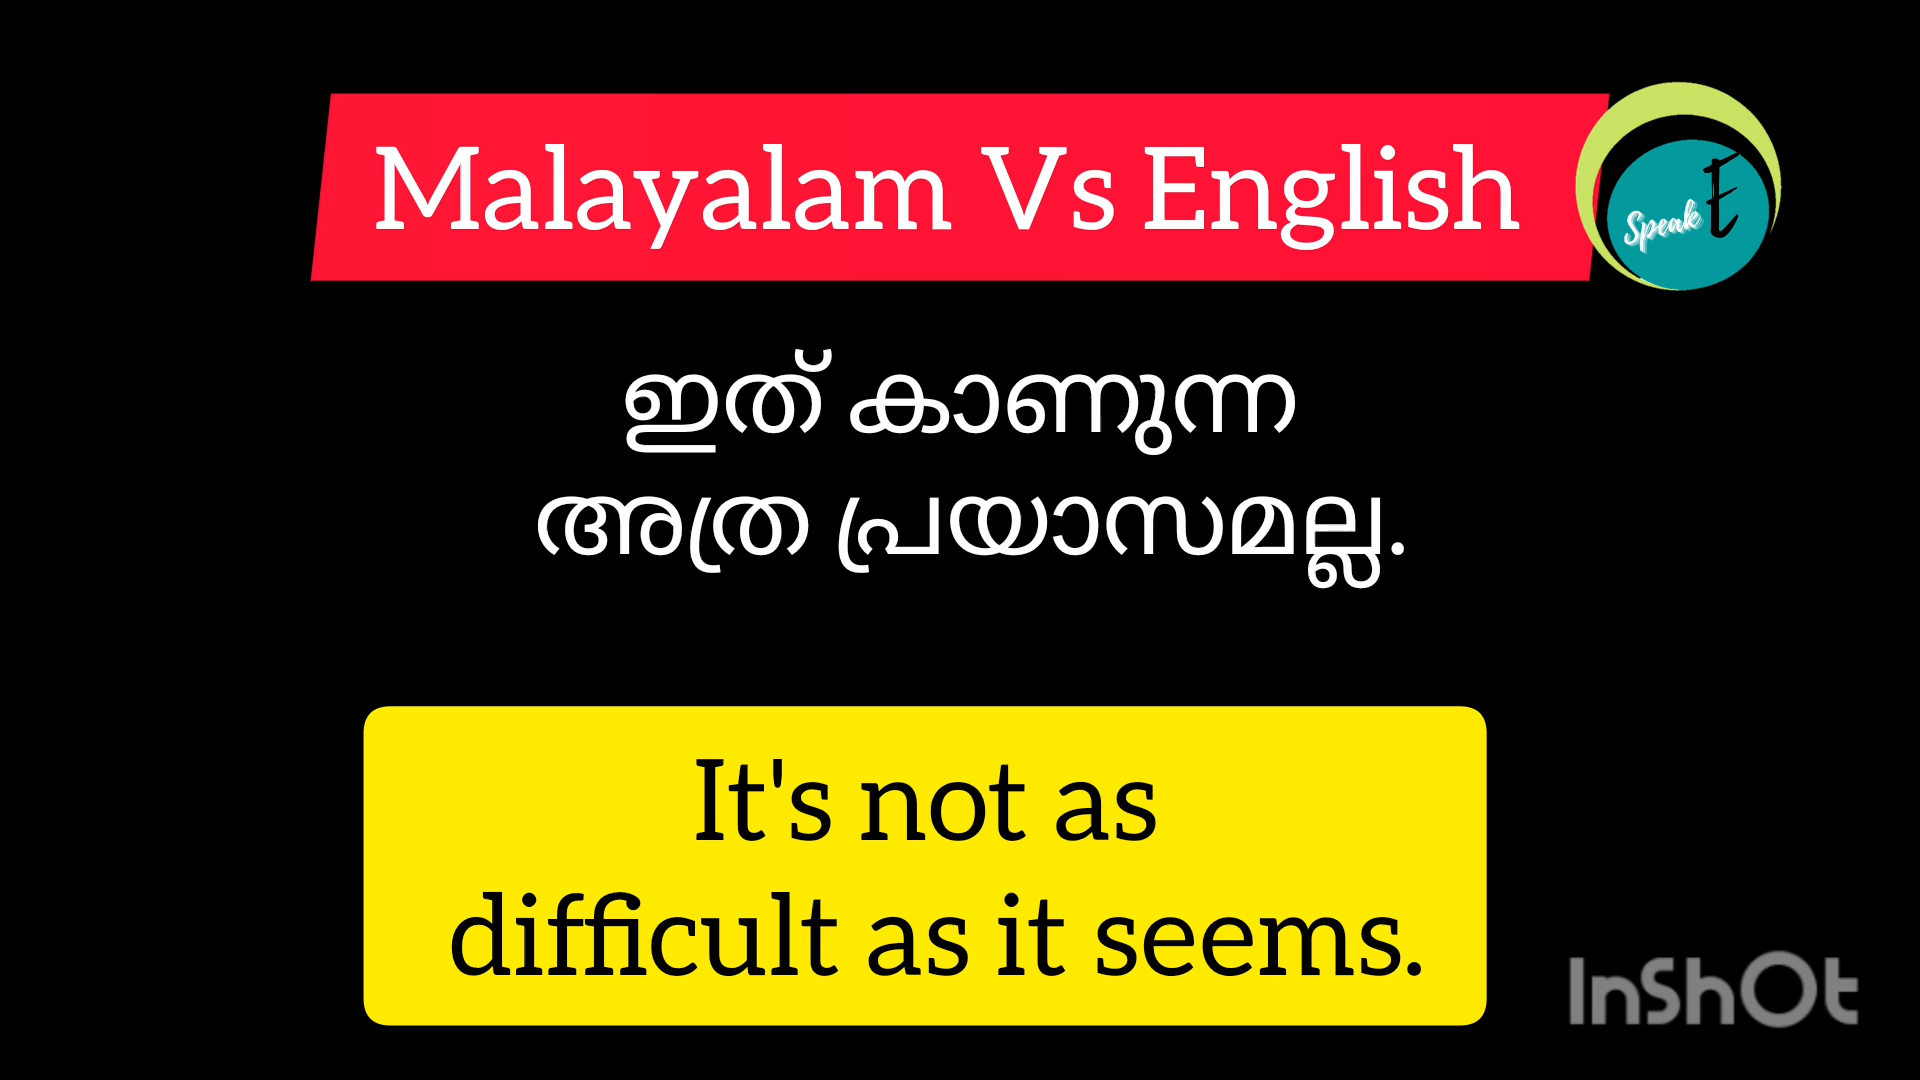 Malayalam Vs English
Speak E
ഇത് കാണുന്ന
അത്ര പ്രയാസമല്ല.
It's not as
difficult as it seems.
InShOt